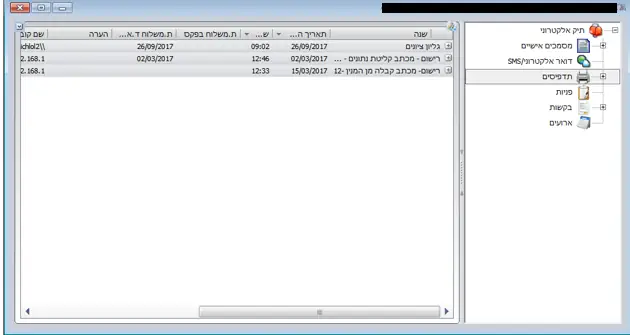 תיק אלקטרוני
מסמכים אישיים
דואר אלקטרוני/SMS
תדפיסים
פניות
בקשות
ארועים
שנה תאריך ה... ש... ת.משלוח בפקס ת.משלוח ד.א... הערה שם קוב
גליון ציונים 26/09/2017 09:02 26/09/2017 \\ichlol2
רישום - מכתב קליטת נתונים - ... 02/03/2017 12:46 02/03/2017 2.168.1
רישום- מכתב קבלה מן המנין -12 15/03/2017 12:33 2.168.1